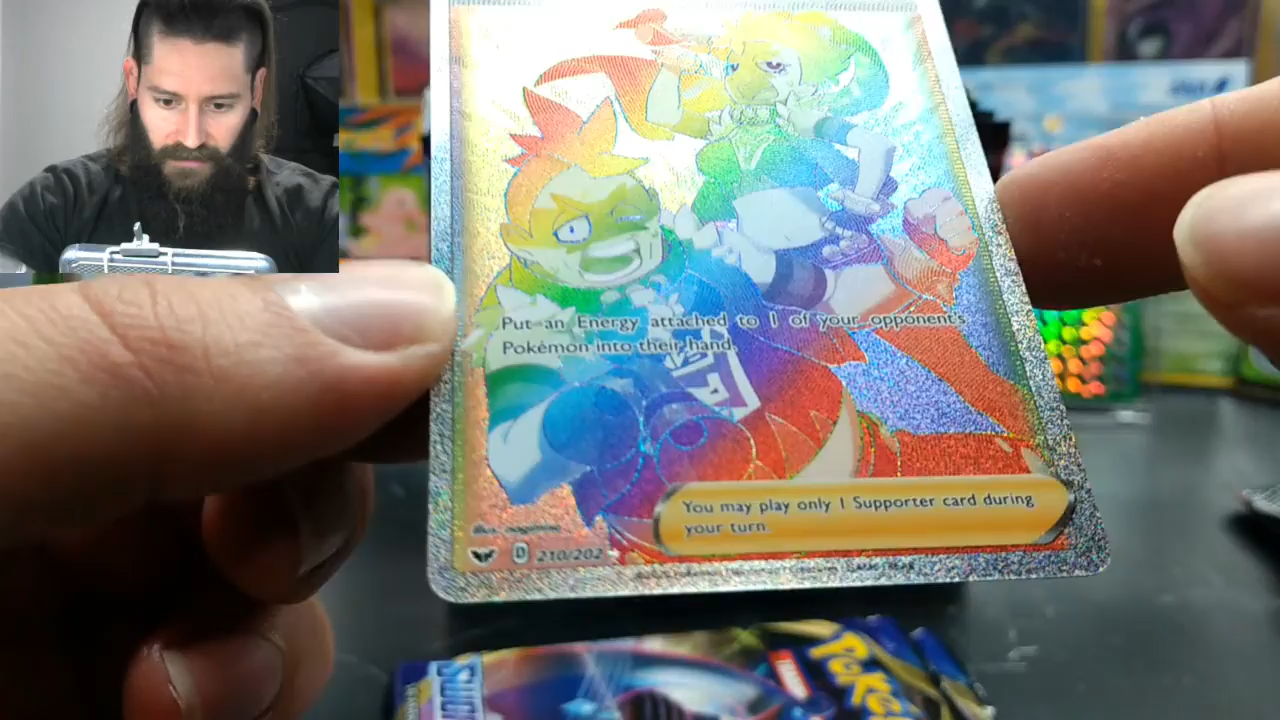 Put an Energy attached to 1 of your opponent's
Pokémon into their hand.
You may play only 1 Supporter card during
your turn.
D 210/202
Poké